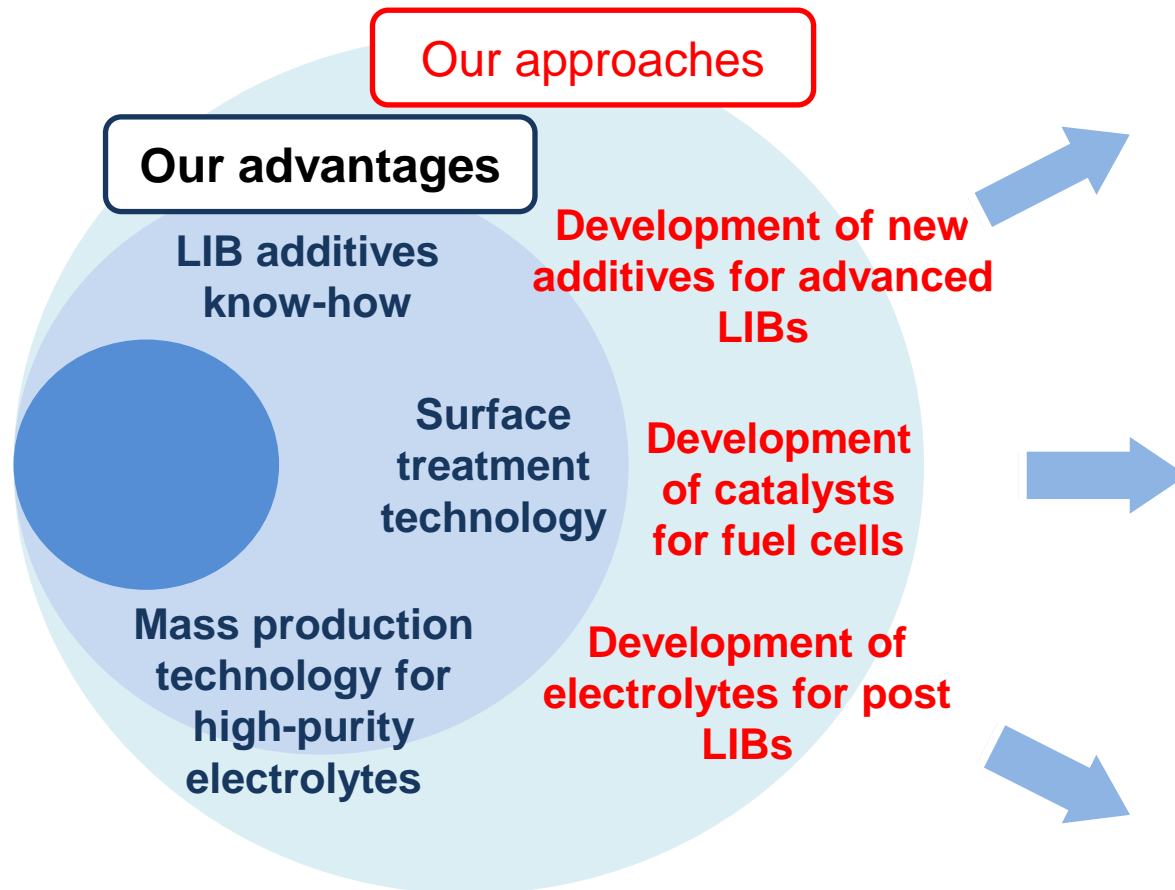 Our approaches
Our advantages
LIB additives
know-how
Surface
treatment
technology
Mass production
technology for
high-purity
electrolytes
Development of new
additives for advanced
LIBs
Development
of catalysts
for fuel cells
Development of
electrolytes for post
LIBs